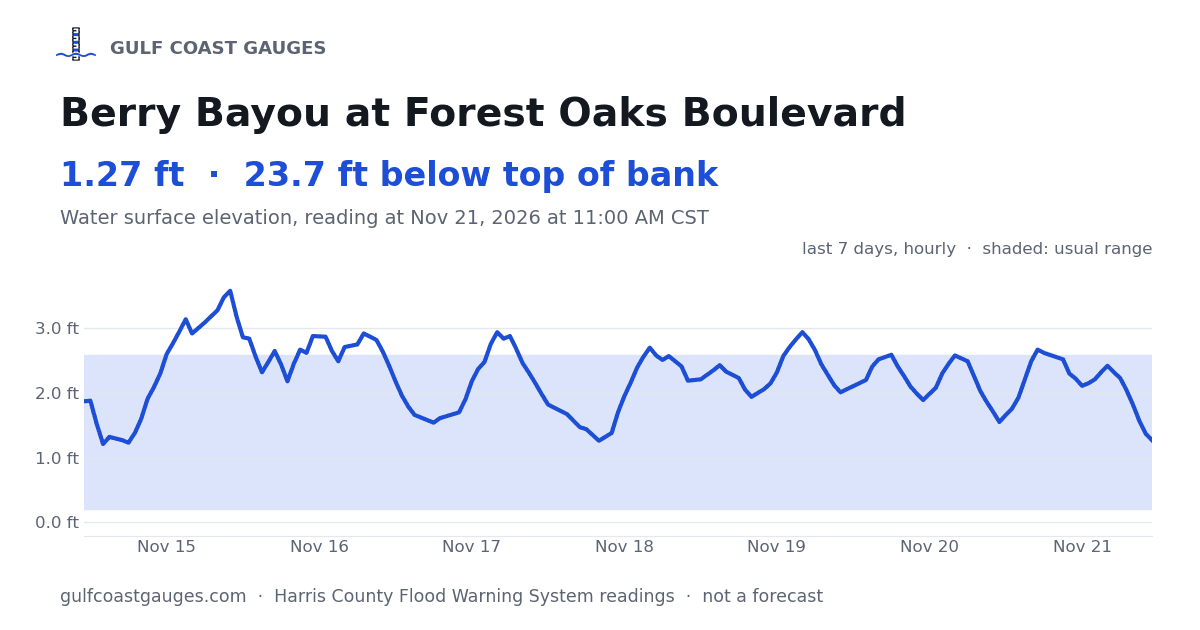 GULF COAST GAUGES
Berry Bayou at Forest Oaks Boulevard
1.27 ft · 23.7 ft below top of bank
Water surface elevation, reading at Nov 21, 2026 at 11:00 AM CST
last 7 days, hourly · shaded: usual range
3.0 ft
2.0 ft
1.0 ft
0.0 ft
Nov 15 Nov 16 Nov 17 Nov 18 Nov 19 Nov 20 Nov 21
gulfcoastgauges.com · Harris County Flood Warning System readings · not a forecast